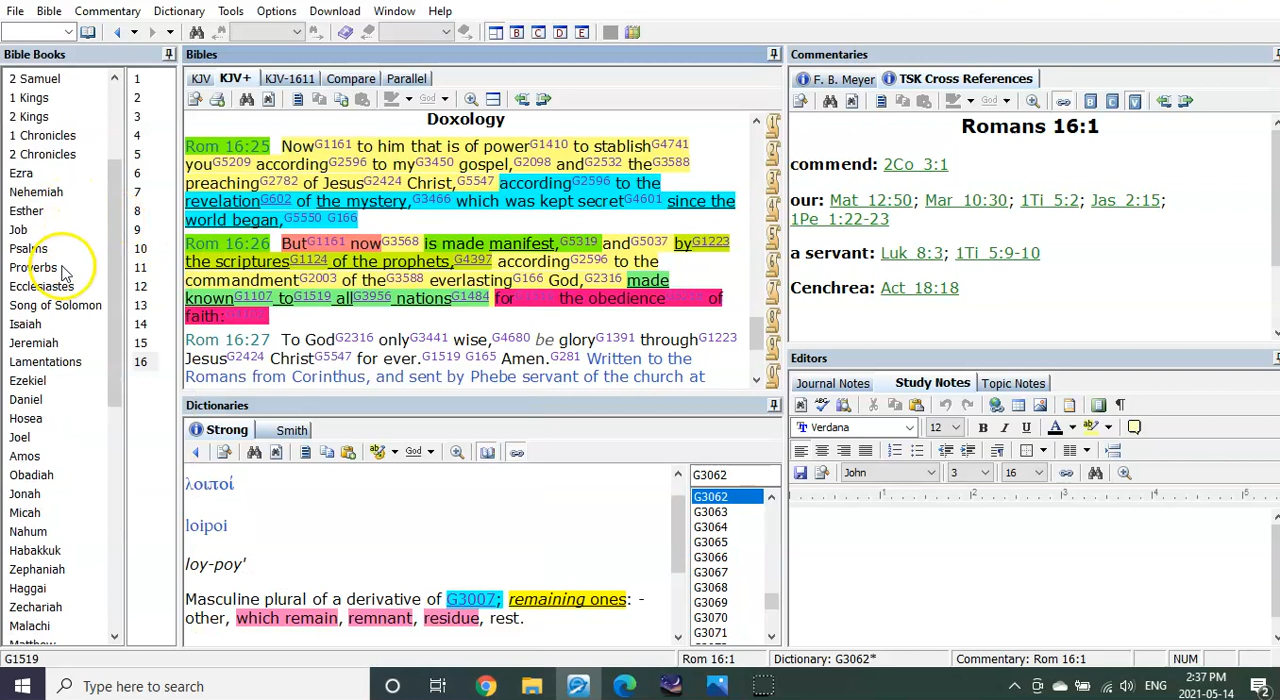 File Bible Commentary Dictionary Tools Options Download Window Help
Bible Books
2 Samuel
1 Kings
2 Kings
1 Chronicles
2 Chronicles
Ezra
Nehemiah
Esther
Job
Psalms
Proverbs
Ecclesiastes
Song of Solomon
Isaiah
Jeremiah
Lamentations
Ezekiel
Daniel
Hosea
Joel
Amos
Obadiah
Jonah
Micah
Nahum
Habakkuk
Zephaniah
Haggai
Zechariah
Malachi
1
2
3
4
5
6
7
8
9
10
11
12
13
14
15
16
Bibles
KJV KJV+ KJV-1611 Compare Parallel
Doxology
Rom 16:25 NowG1161 to him that is of powerG1410 to stablishG4741
youG5209 accordingG2596 to myG3450 gospel,G2098 andG2532 theG3588
preachingG2782 of JesusG2424 Christ,G5547 accordingG2596 to the
revelationG602 of the mystery,G3466 which was kept secretG4601 since the
world began,G5550 G166
Rom 16:26 ButG1161 nowG3568 is made manifest,G5319 andG5037 byG1223
the scripturesG1124 of the prophets,G4397 according to the
commandmentG2003 of theG3588 everlastingG166 God,G2316 made
knownG1107 toG1519 allG3956 nationsG1484 for the obedience of
faith:
Rom 16:27 To GodG2316 onlyG3441 wise,G4680 be gloryG1391 throughG1223
JesusG2424 ChristG5547 for ever.G1519 G165 Amen.G281 Written to the
Romans from Corinthus, and sent by Phebe servant of the church at
Dictionaries
Strong Smith
λοιποί
loipoi
loy-poy'
Masculine plural of a derivative of G3007; remaining ones: -
other, which remain, remnant, residue, rest.
G3062
G3062
G3063
G3064
G3065
G3066
G3067
G3068
G3069
G3070
G3071
Commentaries
F. B. Meyer TSK Cross References
Romans 16:1
commend: 2Co 3:1
our: Mat 12:50; Mar 10:30; 1Ti 5:2; Jas 2:15;
1Pe 1:22-23
a servant: Luk 8:3; 1Ti 5:9-10
Cenchrea: Act 18:18
Editors
Journal Notes Study Notes Topic Notes
Verdana 12 B I U A
John 3 16
1 2 3 4 5
G1519 Rom 16:1 Dictionary: G3062* Commentary: Rom 16:1 NUM
Type here to search
ENG
2:37 PM
2021-05-14
2